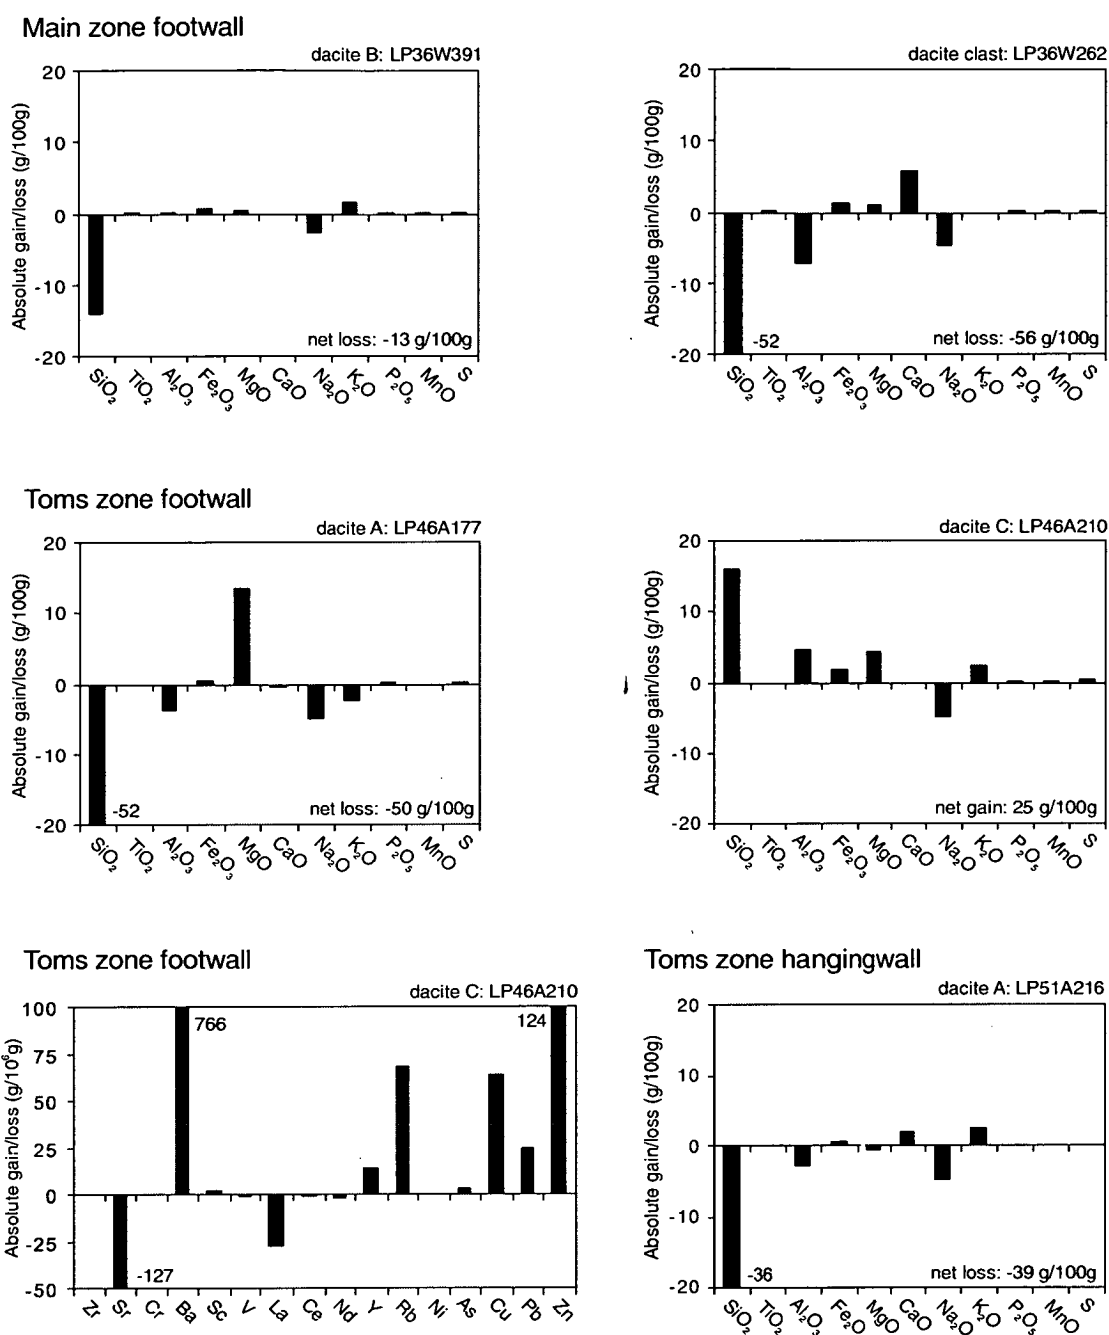 Main zone footwall
dacite B: LP36W391
Absolute gain/loss (g/100g)
20
10
0
-10
-20
net loss: -13 g/100g
SiO₂ TiO₂ Al₂O₃ Fe₂O₃ MgO CaO Na₂O K₂O P₂O₅ MnO S
dacite clast: LP36W262
Absolute gain/loss (g/100g)
20
10
0
-10
-20
-52
net loss: -56 g/100g
SiO₂ TiO₂ Al₂O₃ Fe₂O₃ MgO CaO Na₂O K₂O P₂O₅ MnO S
Toms zone footwall
dacite A: LP46A177
Absolute gain/loss (g/100g)
20
10
0
-10
-20
-52
net loss: -50 g/100g
SiO₂ TiO₂ Al₂O₃ Fe₂O₃ MgO CaO Na₂O K₂O P₂O₅ MnO S
dacite C: LP46A210
Absolute gain/loss (g/100g)
20
10
0
-10
-20
net gain: 25 g/100g
SiO₂ TiO₂ Al₂O₃ Fe₂O₃ MgO CaO Na₂O K₂O P₂O₅ MnO S
Toms zone footwall
dacite C: LP46A210
Absolute gain/loss (g/10⁶g)
100
75
50
25
0
-25
-50
766
124
-127
Zr Sr Cr Ba Sc V La Ce Nd Y Rb Ni As Cu Pb Zn
Toms zone hangingwall
dacite A: LP51A216
Absolute gain/loss (g/100g)
20
10
0
-10
-20
-36
net loss: -39 g/100g
SiO₂ TiO₂ Al₂O₃ Fe₂O MgO CaO Na₂O K₂O P₂O₅ MnO S